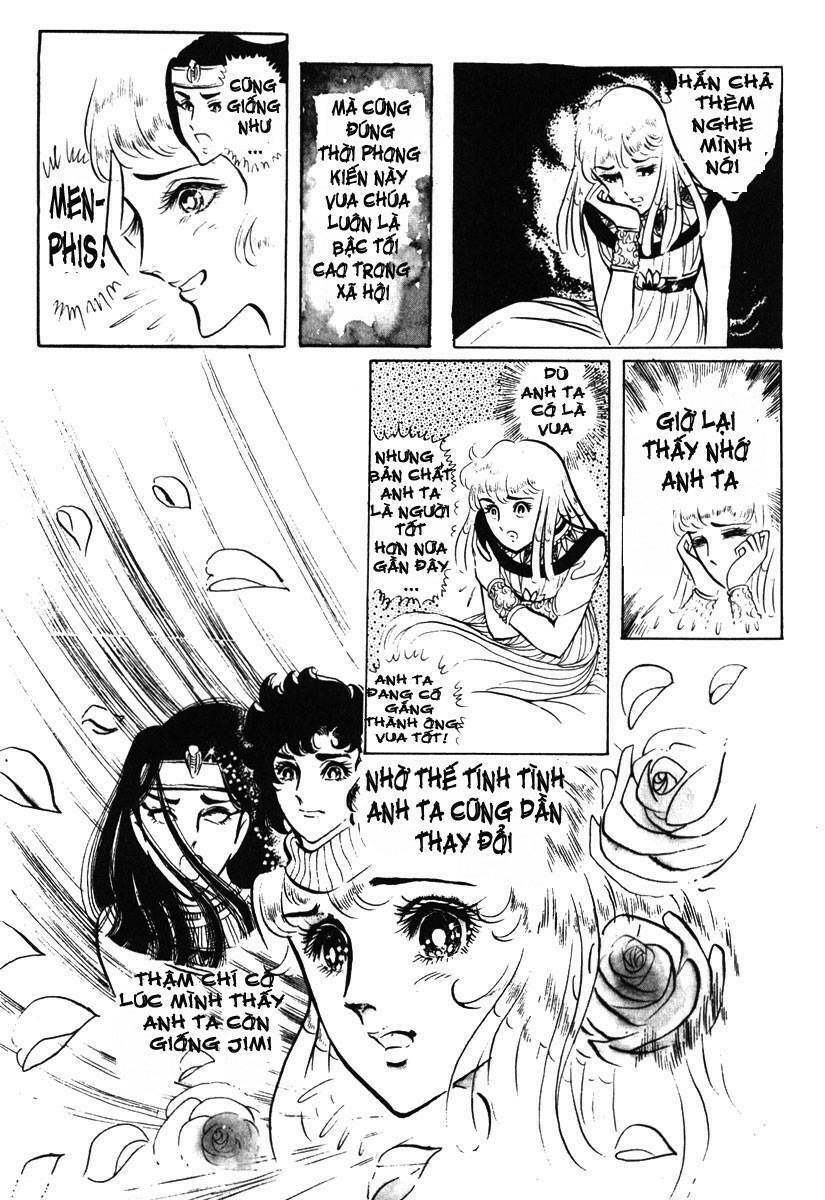 HẮN CHẢ
THÈM
NGHE
MÌNH
NÓI
MÀ CŨNG
ĐÚNG
THỜI PHONG
KIẾN NÀY
VUA CHÚA
LUÔN LÀ
BẬC TỐI
CAO TRONG
XÃ HỘI
CŨNG
GIỐNG
NHƯ
...
MEN-
PHIS!
GIỜ LẠI
THẤY NHỚ
ANH TA
DÙ
ANH TA
CÓ LÀ
VUA
NHƯNG
BẢN CHẤT
ANH TA
LÀ NGƯỜI
TỐT
HƠN NỮA
GẦN ĐÂY
...
ANH TA
ĐANG CỐ
GẮNG
THÀNH ÔNG
VUA TỐT!
NHỜ THẾ TÍNH TÌNH
ANH TA CŨNG DẦN
THAY ĐỔI
THẬM CHÍ CÓ
LÚC MÌNH THẤY
ANH TA CÒN
GIỐNG JIMI